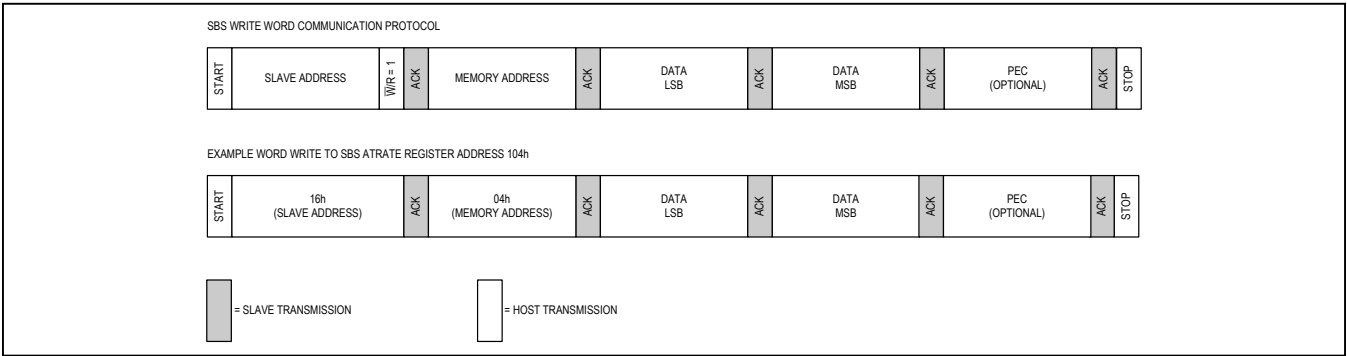 SBS WRITE WORD COMMUNICATION PROTOCOL
START
SLAVE ADDRESS
W̅/R = 1
ACK
MEMORY ADDRESS
ACK
DATA
LSB
ACK
DATA
MSB
ACK
PEC
(OPTIONAL)
ACK
STOP
EXAMPLE WORD WRITE TO SBS ATRATE REGISTER ADDRESS 104h
START
16h
(SLAVE ADDRESS)
ACK
04h
(MEMORY ADDRESS)
ACK
DATA
LSB
ACK
DATA
MSB
ACK
PEC
(OPTIONAL)
ACK
STOP
= SLAVE TRANSMISSION
= HOST TRANSMISSION